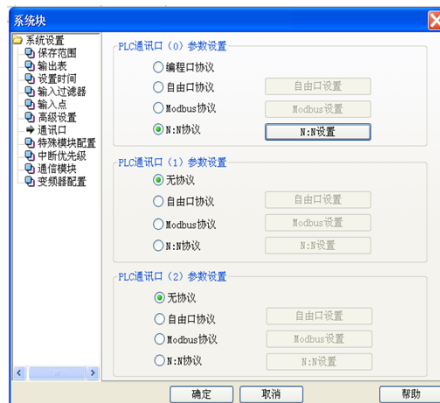 系统块
系统设置
保存范围
输出表
设置时间
输入过滤器
输入点
高级设置
通讯口
特殊模块配置
中断优先级
通信模块
变频器配置
PLC通讯口（0）参数设置
编程口协议
自由口协议 自由口设置
Modbus协议 Modbus设置
N:N协议 N:N设置
PLC通讯口（1）参数设置
无协议
自由口协议 自由口设置
Modbus协议 Modbus设置
N:N协议 N:N设置
PLC通讯口（2）参数设置
无协议
自由口协议 自由口设置
Modbus协议 Modbus设置
N:N协议 N:N设置
确定 取消 帮助